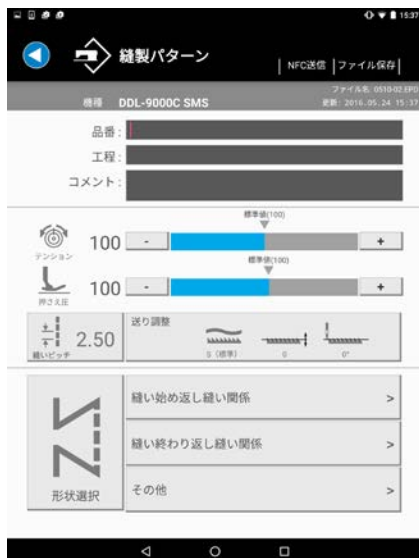 15:37
縫製パターン
NFC送信
ファイル保存
ファイル名: 0510-02.EPD
機種 DDL-9000C SMS
更新: 2016.05.24 15:37
品番:
工程:
コメント:
標準値(100)
テンション 100 - +
標準値(100)
押さえ圧 100 - +
送り調整
縫いピッチ 2.50
S (標準) 0 0°
縫い始め返し縫い関係 >
縫い終わり返し縫い関係 >
その他 >
形状選択